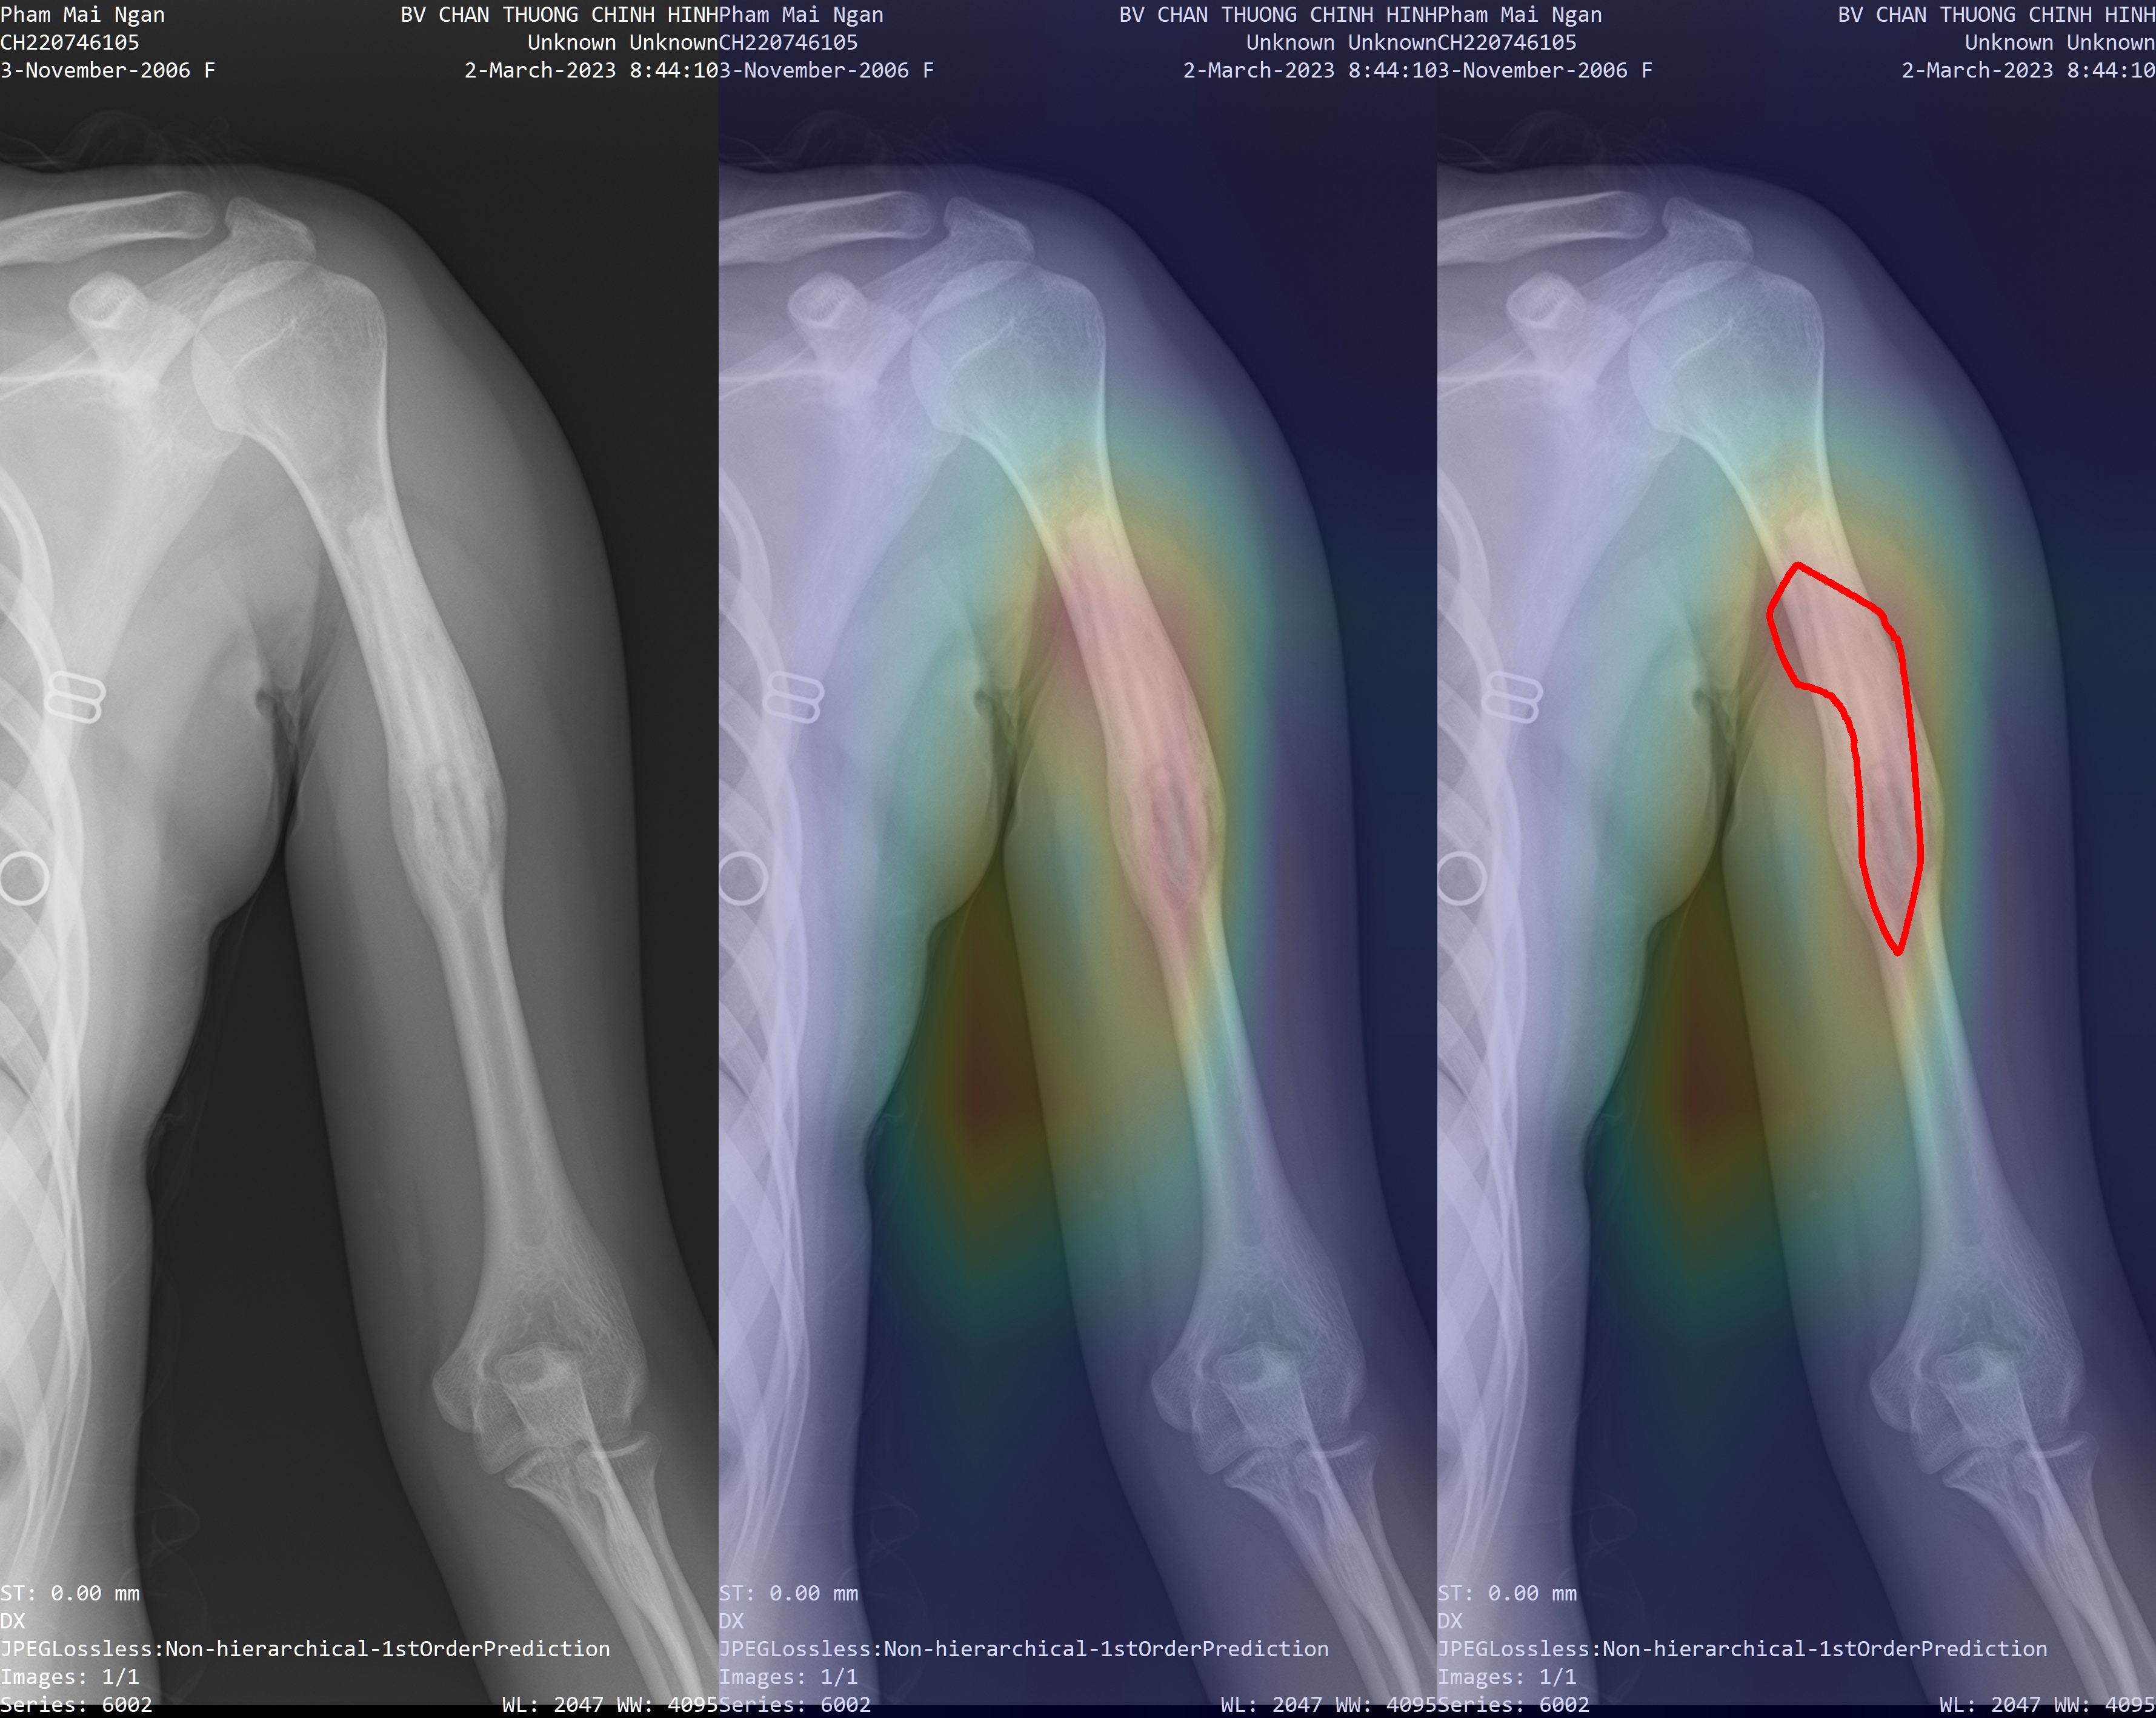 Pham Mai Ngan
BV CHAN THUONG CHINH HINH
CH220746105
Unknown Unknown
3-November-2006 F
2-March-2023 8:44:10
ST: 0.00 mm
DX
JPEGLossless:Non-hierarchical-1stOrderPrediction
Images: 1/1
Series: 6002
WL: 2047 WW: 4095
Pham Mai Ngan
BV CHAN THUONG CHINH HINH
CH220746105
Unknown Unknown
3-November-2006 F
2-March-2023 8:44:10
ST: 0.00 mm
DX
JPEGLossless:Non-hierarchical-1stOrderPrediction
Images: 1/1
Series: 6002
WL: 2047 WW: 4095
Pham Mai Ngan
BV CHAN THUONG CHINH HINH
CH220746105
Unknown Unknown
3-November-2006 F
2-March-2023 8:44:10
ST: 0.00 mm
DX
JPEGLossless:Non-hierarchical-1stOrderPrediction
Images: 1/1
Series: 6002
WL: 2047 WW: 4095